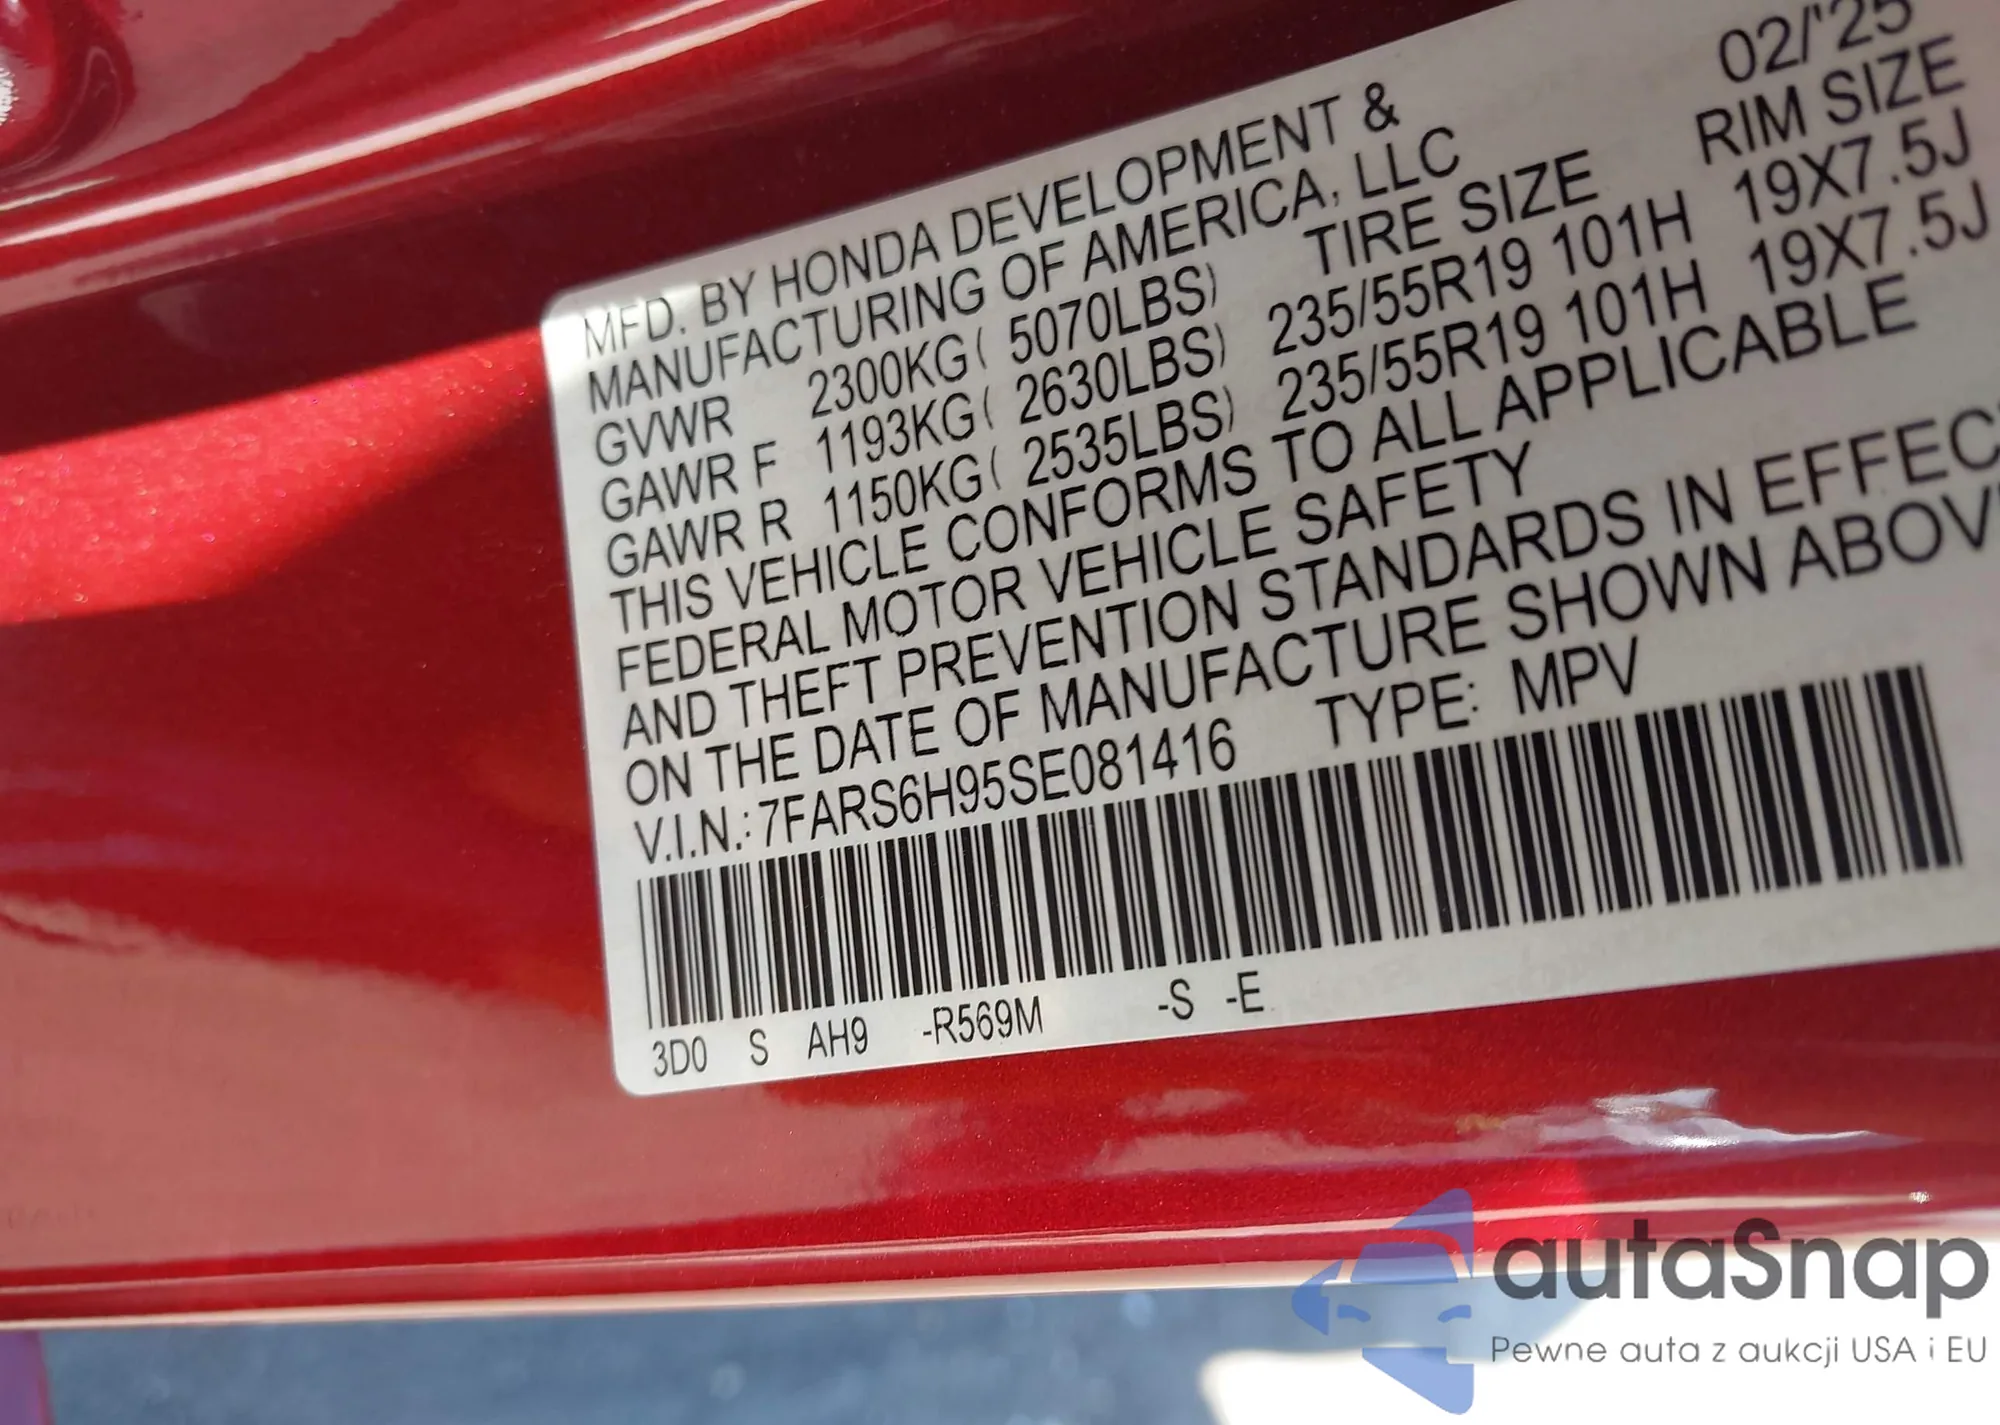 02/'25
MFD. BY HONDA DEVELOPMENT &
MANUFACTURING OF AMERICA, LLC
RIM SIZE
GVWR 2300KG( 5070LBS) TIRE SIZE
GAWR F 1193KG( 2630LBS) 235/55R19 101H 19X7.5J
GAWR R 1150KG( 2535LBS) 235/55R19 101H 19X7.5J
THIS VEHICLE CONFORMS TO ALL APPLICABLE
FEDERAL MOTOR VEHICLE SAFETY
AND THEFT PREVENTION STANDARDS IN EFFEC
ON THE DATE OF MANUFACTURE SHOWN ABOV
V.I.N.:7FARS6H95SE081416 TYPE: MPV
3D0 S AH9 -R569M -S -E
autaSnap
Pewne auta z aukcji USA i EU